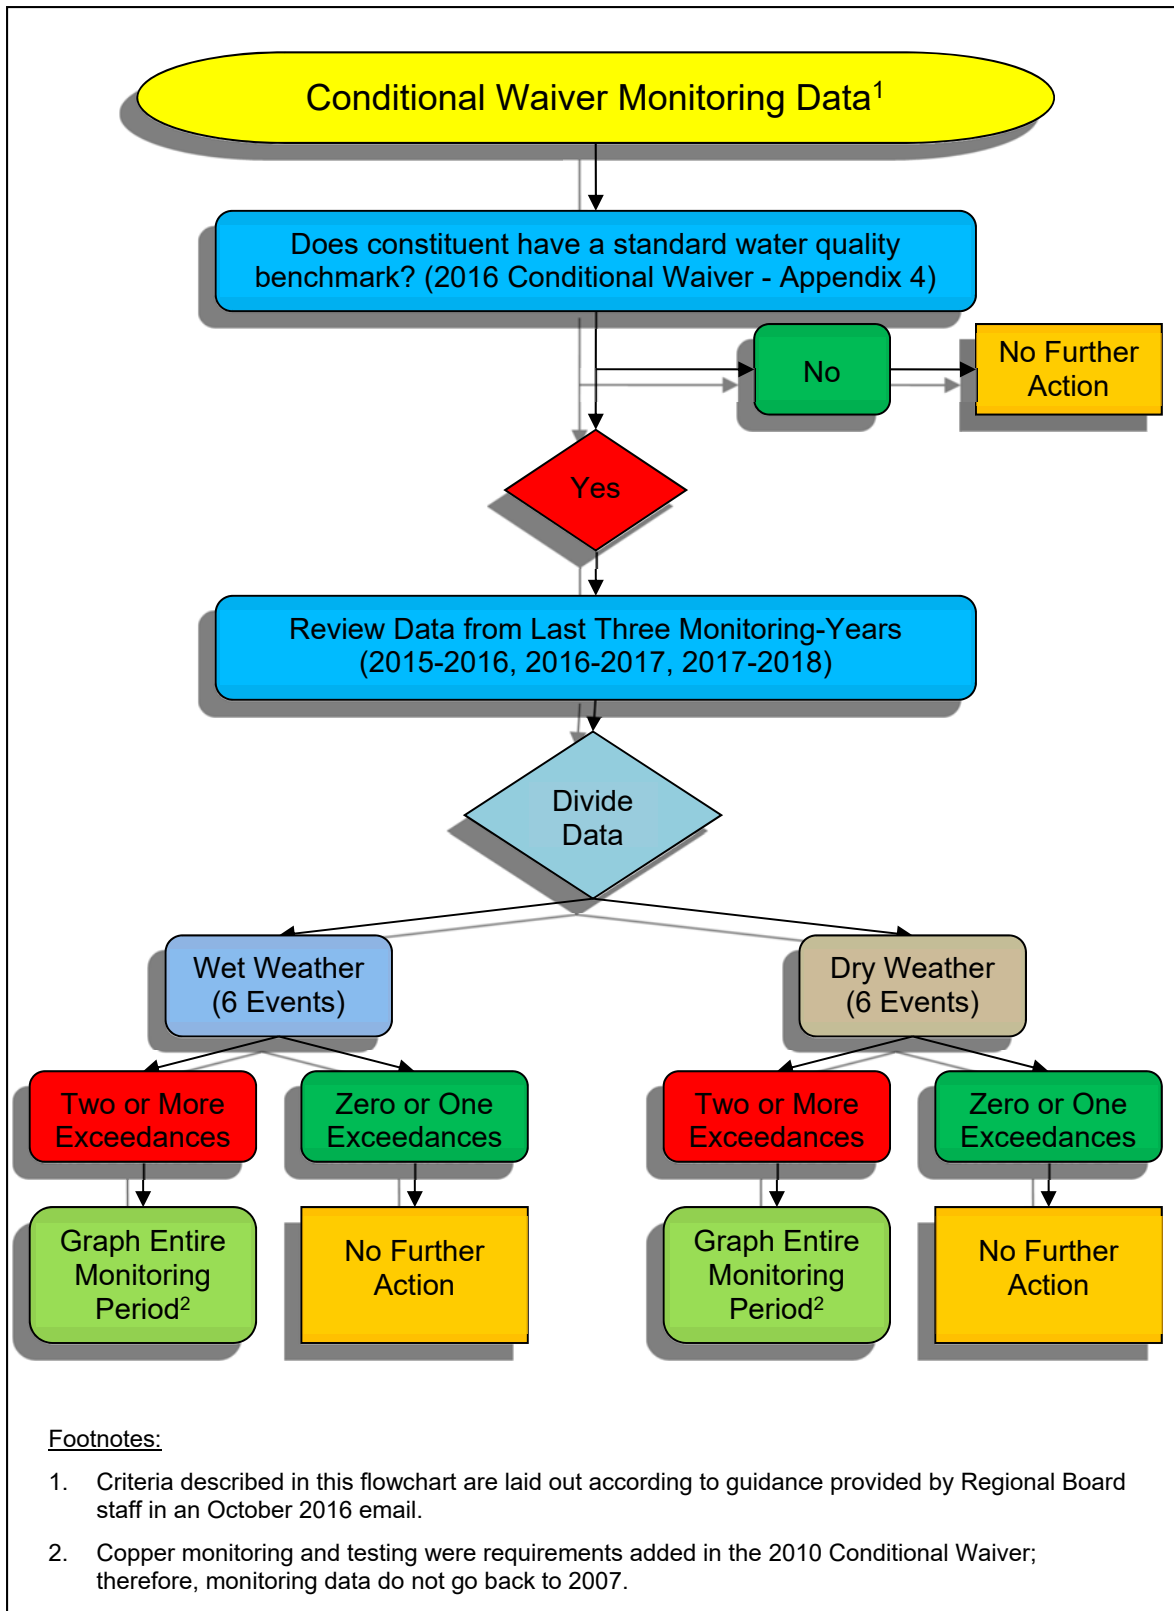 Conditional Waiver Monitoring Data¹
Does constituent have a standard water quality
benchmark? (2016 Conditional Waiver - Appendix 4)
No
No Further
Action
Yes
Review Data from Last Three Monitoring-Years
(2015-2016, 2016-2017, 2017-2018)
Divide
Data
Wet Weather
(6 Events)
Dry Weather
(6 Events)
Two or More
Exceedances
Zero or One
Exceedances
Two or More
Exceedances
Zero or One
Exceedances
Graph Entire
Monitoring
Period²
No Further
Action
Graph Entire
Monitoring
Period²
No Further
Action
Footnotes:
1. Criteria described in this flowchart are laid out according to guidance provided by Regional Board
staff in an October 2016 email.
2. Copper monitoring and testing were requirements added in the 2010 Conditional Waiver;
therefore, monitoring data do not go back to 2007.